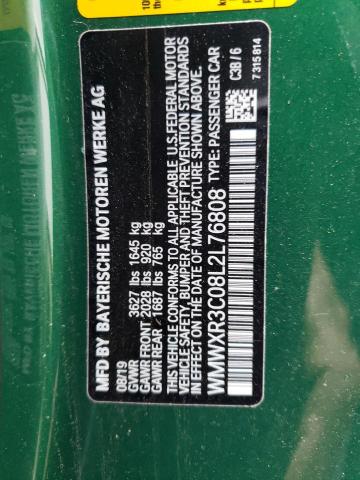 MFD BY BAYERISCHE MOTOREN WERKE AG
08/19
GVWR 3627 lbs 1645 kg
GAWR FRONT 2028 lbs 920 kg
GAWR REAR 1687 lbs 765 kg
THIS VEHICLE CONFORMS TO ALL APPLICABLE U.S. FEDERAL MOTOR
VEHICLE SAFETY, BUMPER AND THEFT PREVENTION STANDARDS
IN EFFECT ON THE DATE OF MANUFACTURE SHOWN ABOVE.
WMWXR3C08L2L76808 TYPE: PASSENGER CAR
C3B / 6
7 315 814